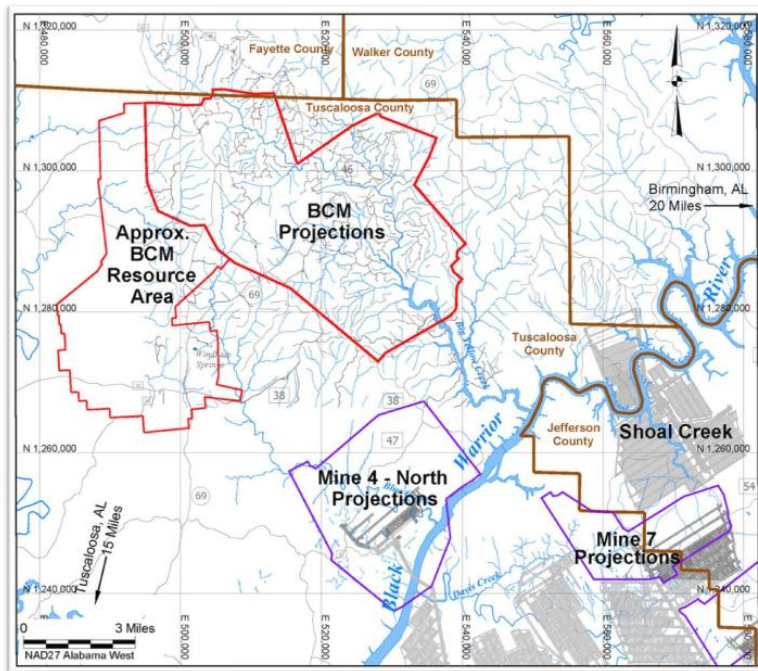 N 1,320,000
N 1,320,000
E 480,000
E 500,000
E 520,000
E 540,000
E 560,000
E 580,000
Fayette County
Walker County
69
Tuscaloosa County
N 1,300,000
N 1,300,000
46
Birmingham, AL
20 Miles
BCM
Projections
Approx.
BCM
Resource
Area
River
N 1,280,000
N 1,280,000
69
Big Yellow Creek
Tuscaloosa
County
Windham
Springs
38
38
Jefferson
County
Shoal Creek
47
Warrior
N 1,260,000
N 1,260,000
Mine 4 - North
Projections
54
69
Mine 7
Projections
Tuscaloosa, AL
15 Miles
Black
Davis Creek
N 1,240,000
N 1,240,000
0
3 Miles
NAD27 Alabama West
E 500,000
E 520,000
E 540,000
E 560,000